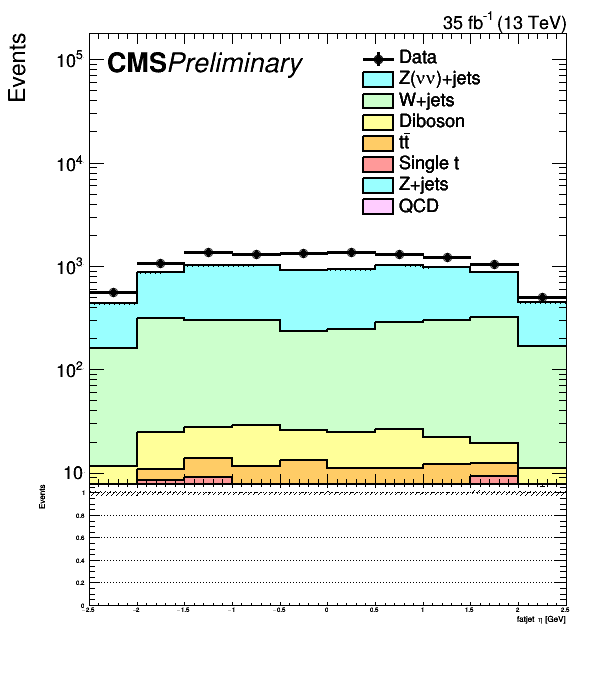 35 fb-1 (13 TeV)
Events
CMSPreliminary
Data
Z(νν)+jets
W+jets
Diboson
tt̄
Single t
Z+jets
QCD
10⁵
10⁴
10³
10²
10
Events
1
0.8
0.6
0.4
0.2
0
−2.5 −2 −1.5 −1 −0.5 0 0.5 1 1.5 2 2.5
fatjet η [GeV]